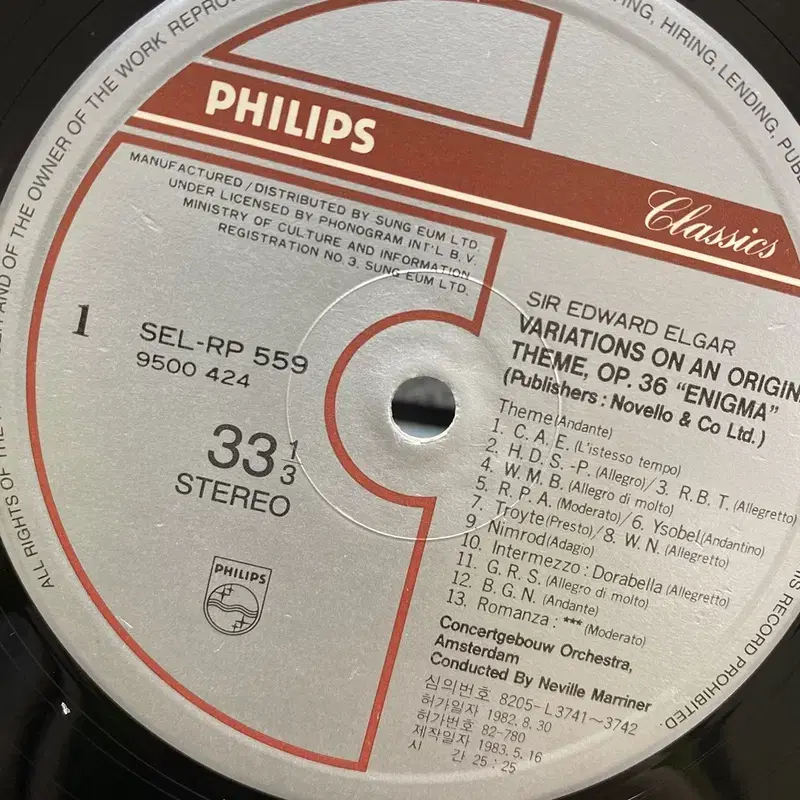 ALL RIGHTS OF THE
AND OF THE OWNER OF THE WORK
HIRING, LENDING,
RECORD PROHIBITED.
PHILIPS
Classics
MANUFACTURED / DISTRIBUTED BY SUNG EUM LTD.
UNDER LICENSED BY PHONOGRAM INT'L B. V.
MINISTRY OF CULTURE AND INFORMATION
REGISTRATION NO. 3. SUNG EUM LTD.
1
SEL-RP 559
9500 424
33 1/3
STEREO
PHILIPS
SIR EDWARD ELGAR
VARIATIONS ON AN
THEME, OP. 36 "ENIGMA"
(Publishers : Novello & Co Ltd.)
Theme (Andante)
1. C. A. E. (L'istesso tempo)
2. H. D. S. -P. (Allegro) / 3. R. B. T. (Allegretto)
4. W. M. B. (Allegro di molto)
5. R. P. A. (Moderato) / 6. Ysobel (Andantino)
7. Troyte (Presto) / 8. W. N. (Allegretto)
9. Nimrod (Adagio)
10. Intermezzo : Dorabella (Allegretto)
11. G. R. S. (Allegro di molto)
12. B. G. N. (Andante)
13. Romanza : *** (Moderato)
Concertgebouw Orchestra,
Amsterdam
Conducted By Neville Marriner
심의번호 8205-L3741~3742
허가일자 1982. 8. 30
허가번호 82-780
제작일자 1983. 5. 16
시 간 25 : 25